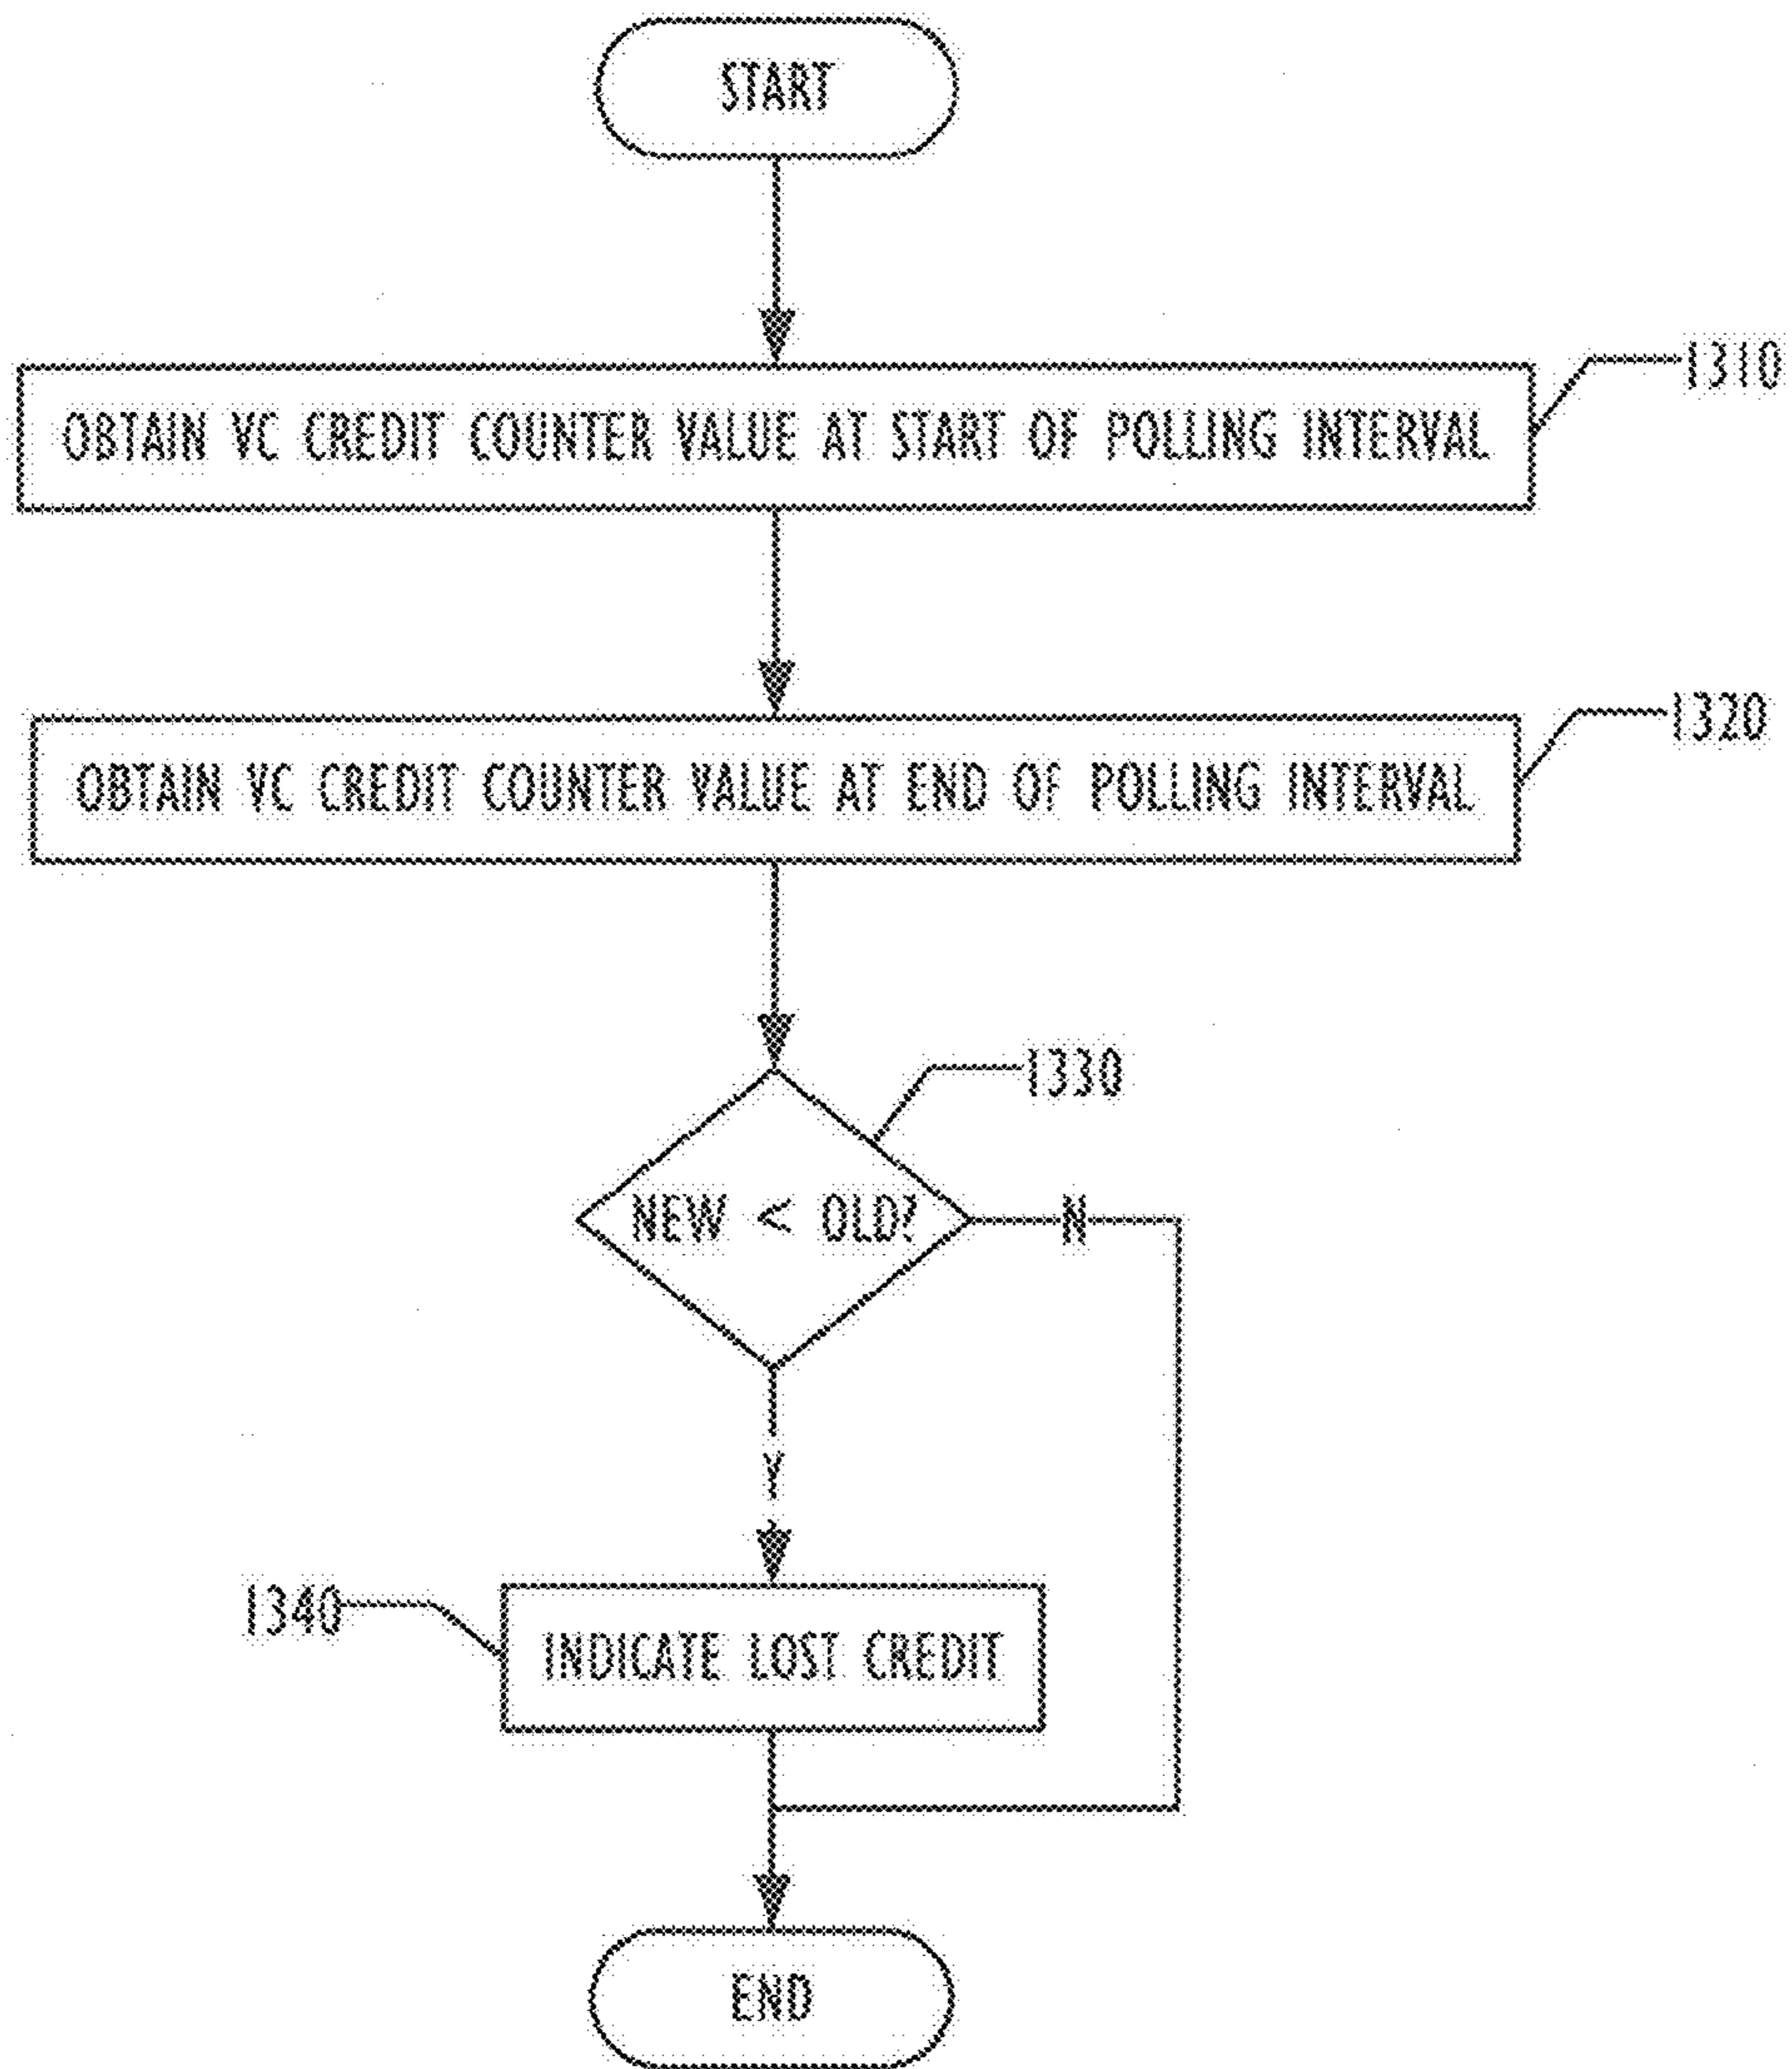 START
OBTAIN VC CREDIT COUNTER VALUE AT START OF POLLING INTERVAL
1310
OBTAIN VC CREDIT COUNTER VALUE AT END OF POLLING INTERVAL
1320
1330
NEW < OLD?
N
Y
1340
INDICATE LOST CREDIT
END